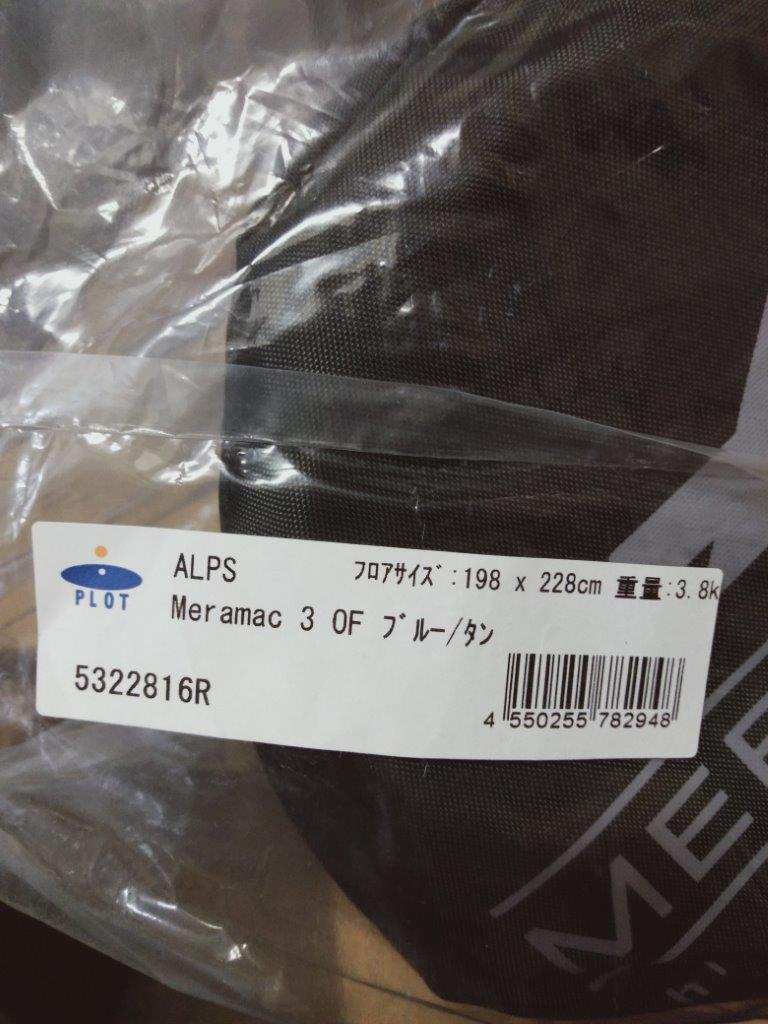 ALPS ﾌﾛｱｻｲｽﾞ:198 x 228cm 重量:3.8k
PLOT
Meramac 3 OF ﾌﾞﾙｰ/ﾀﾝ
5322816R
4 550255 782948
MER